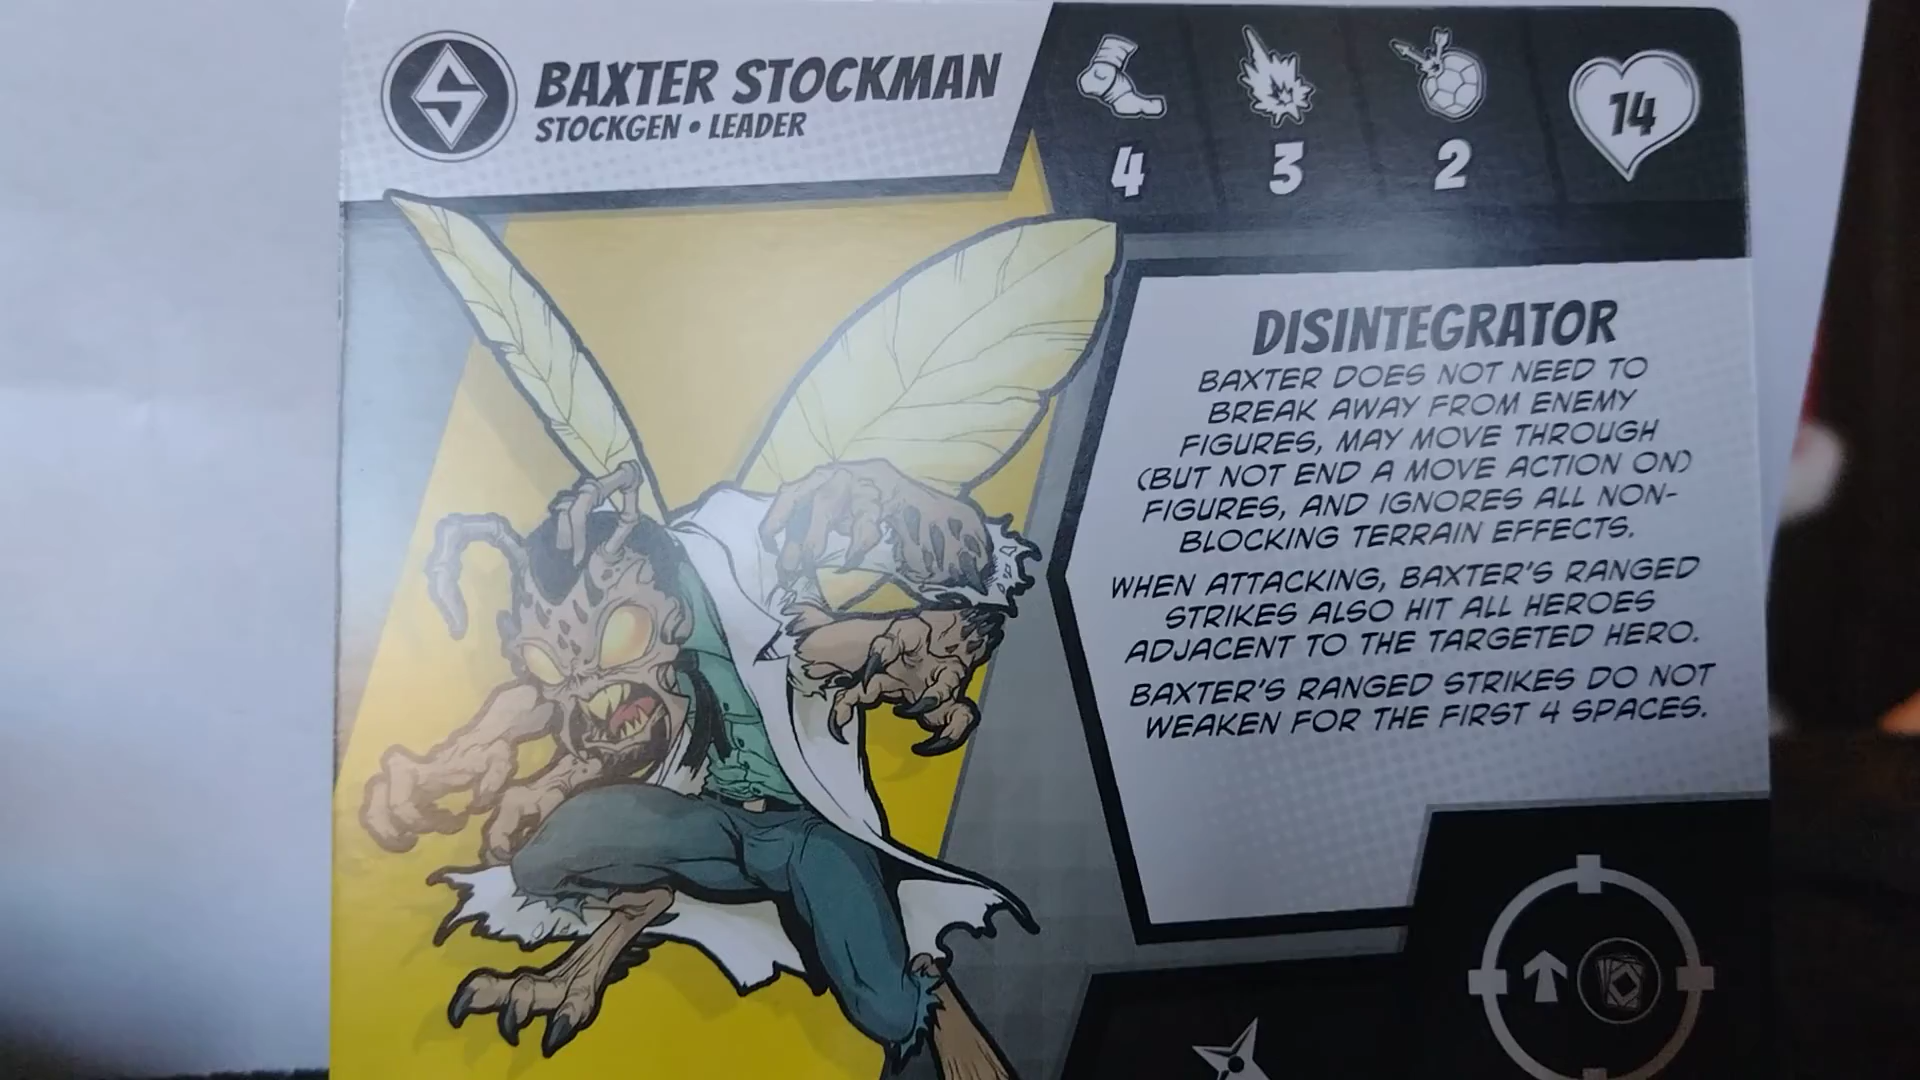 BAXTER STOCKMAN
STOCKGEN • LEADER
4 3 2 14
DISINTEGRATOR
BAXTER DOES NOT NEED TO
BREAK AWAY FROM ENEMY
FIGURES, MAY MOVE THROUGH
(BUT NOT END A MOVE ACTION ON)
FIGURES, AND IGNORES ALL NON-
BLOCKING TERRAIN EFFECTS.
WHEN ATTACKING, BAXTER'S RANGED
STRIKES ALSO HIT ALL HEROES
ADJACENT TO THE TARGETED HERO.
BAXTER'S RANGED STRIKES DO NOT
WEAKEN FOR THE FIRST 4 SPACES.